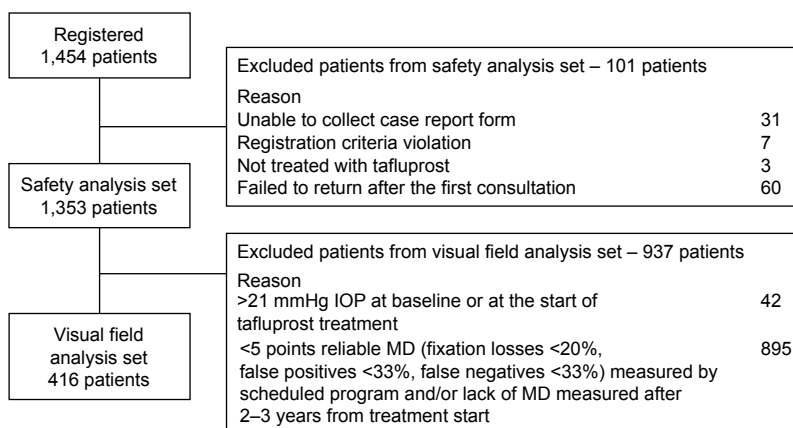 Registered
1,454 patients
Excluded patients from safety analysis set – 101 patients
Reason
Unable to collect case report form 31
Registration criteria violation 7
Not treated with tafluprost 3
Failed to return after the first consultation 60
Safety analysis set
1,353 patients
Excluded patients from visual field analysis set – 937 patients
Reason
>21 mmHg IOP at baseline or at the start of 42
tafluprost treatment
<5 points reliable MD (fixation losses <20%, 895
false positives <33%, false negatives <33%) measured by
scheduled program and/or lack of MD measured after
2–3 years from treatment start
Visual field
analysis set
416 patients